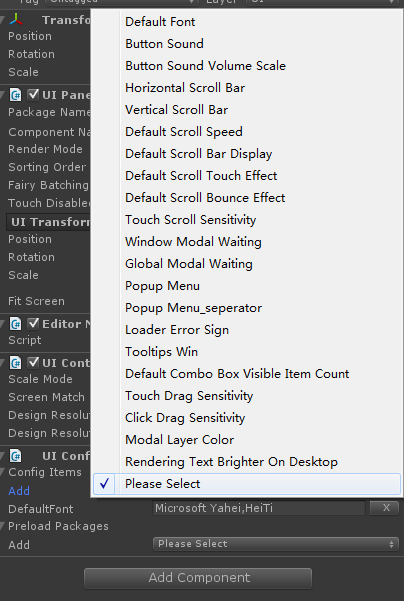 Tag Untagged Layer UI
Transfo
Position
Rotation
Scale
UI Pane
Package Name
Component Na
Render Mode
Sorting Order
Fairy Batching
Touch Disabled
UI Transform
Position
Rotation
Scale
Fit Screen
Editor M
Script
UI Cont
Scale Mode
Screen Match
Design Resolut
Design Resolut
UI Conf
Config Items
Add
DefaultFont Microsoft Yahei,HeiTi X
Preload Packages
Add Please Select
Add Component
Default Font
Button Sound
Button Sound Volume Scale
Horizontal Scroll Bar
Vertical Scroll Bar
Default Scroll Speed
Default Scroll Bar Display
Default Scroll Touch Effect
Default Scroll Bounce Effect
Touch Scroll Sensitivity
Window Modal Waiting
Global Modal Waiting
Popup Menu
Popup Menu_seperator
Loader Error Sign
Tooltips Win
Default Combo Box Visible Item Count
Touch Drag Sensitivity
Click Drag Sensitivity
Modal Layer Color
Rendering Text Brighter On Desktop
Please Select